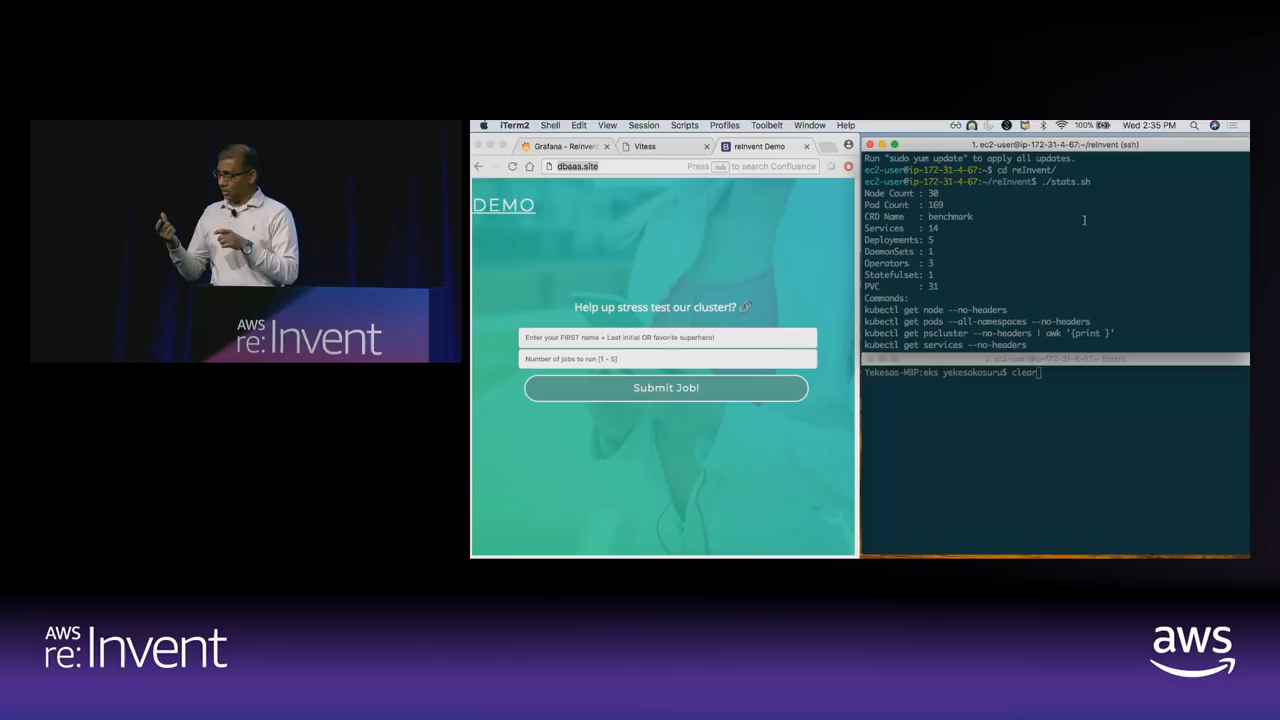 AWS
re:Invent
iTerm2 Shell Edit View Session Scripts Profiles Toolbelt Window Help 100% Wed 2:35 PM
Grafana - ReInvent Vitess reInvent Demo
dbaas.site Press tab to search Confluence
DEMO
Help up stress test our cluster!?
Enter your FIRST name + Last initial OR favorite superhero!
Number of jobs to run [1 - 5]
Submit Job!
1. ec2-user@ip-172-31-4-67:~/reInvent (ssh)
Run "sudo yum update" to apply all updates.
ec2-user@ip-172-31-4-67:~$ cd reInvent/
ec2-user@ip-172-31-4-67:~/reInvent$ ./stats.sh
Node Count : 30
Pod Count : 169
CRD Name : benchmark
Services : 14
Deployments: 5
DaemonSets : 1
Operators : 3
Statefulset: 1
PVC : 31
Commands:
kubectl get node --no-headers
kubectl get pods --all-namespaces --no-headers
kubectl get pscluster --no-headers | awk '{print }'
kubectl get services --no-headers
Yekesas-MBP:eks yekesakosuru$ clear
AWS
re:Invent
aws